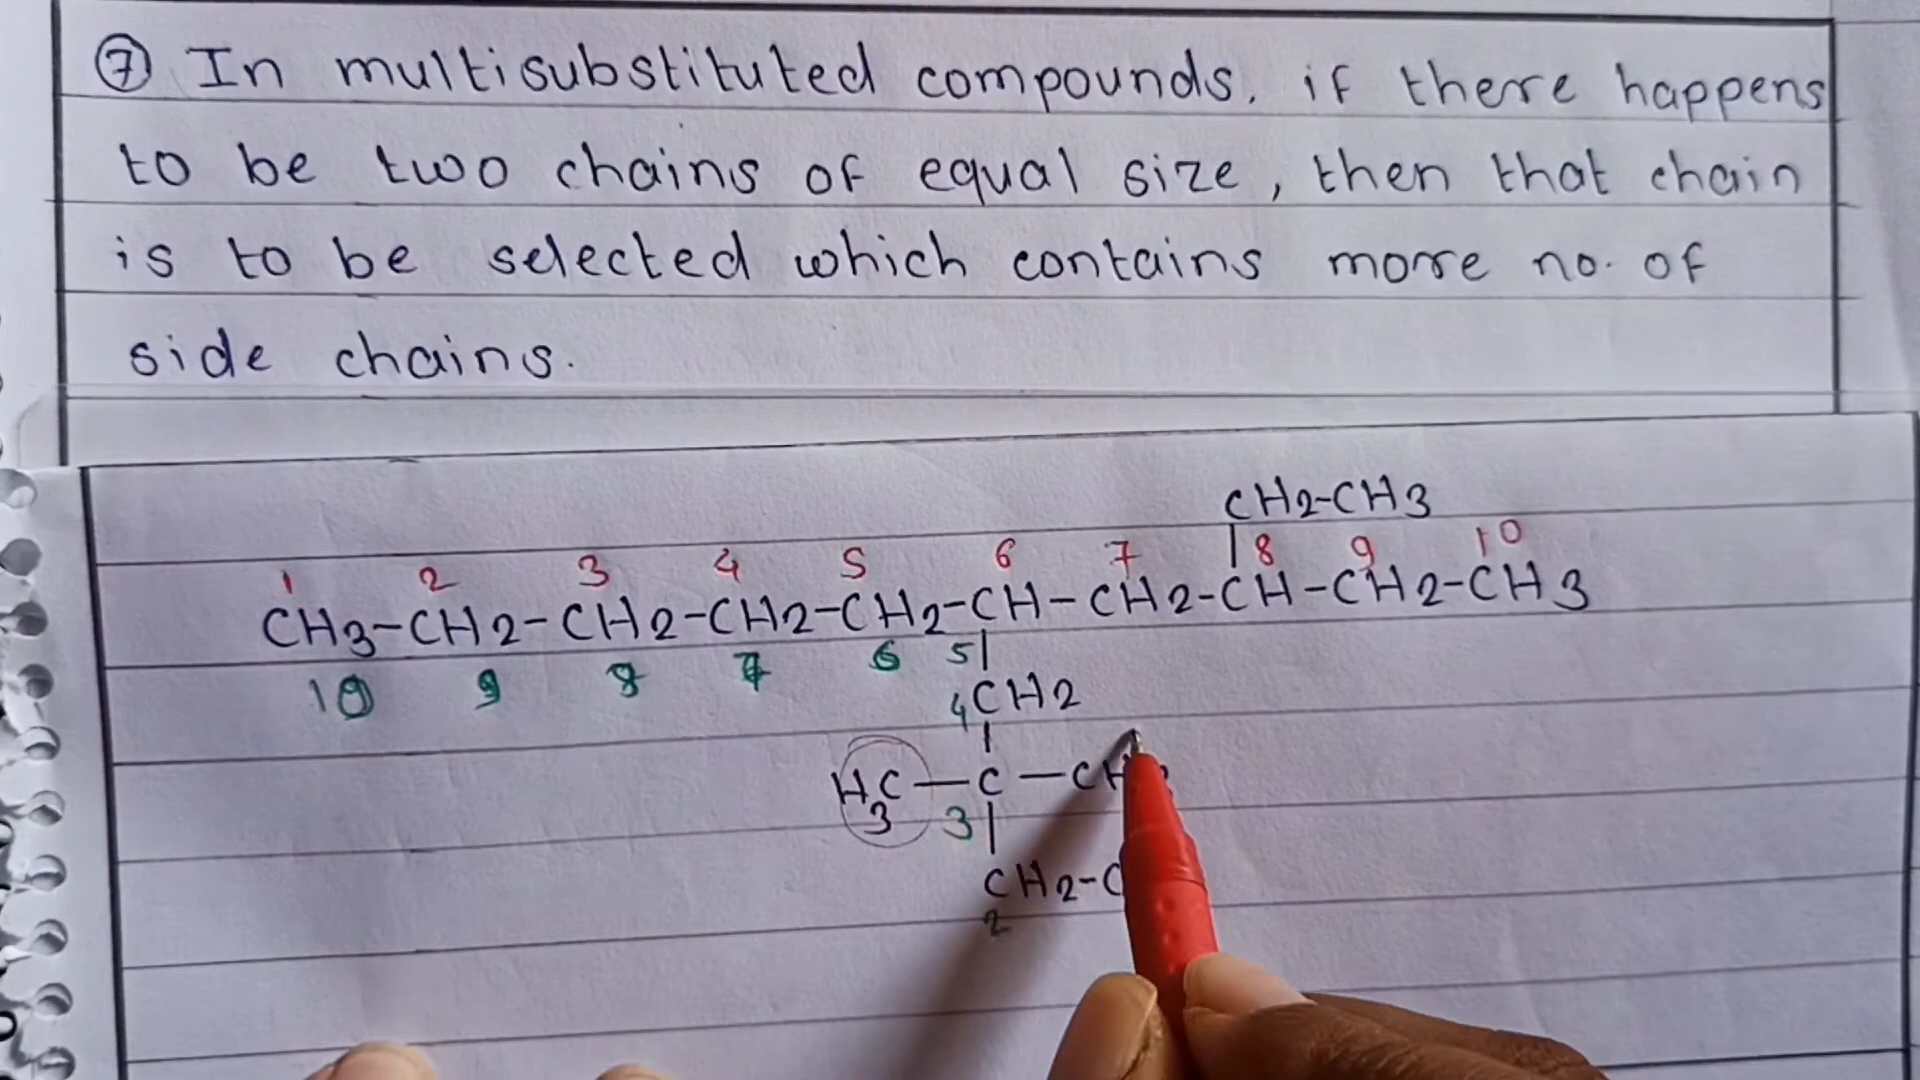 ⑦ In multisubstituted compounds, if there happens
to be two chains of equal size, then that chain
is to be selected which contains more no. of
side chains.
CH2-CH3
1 2 3 4 5 6 7 8 9 10
CH3-CH2-CH2-CH2-CH2-CH-CH2-CH-CH2-CH3
10 9 8 7 6 5
4 CH2
H3C-C-CH
3
CH2-C
2